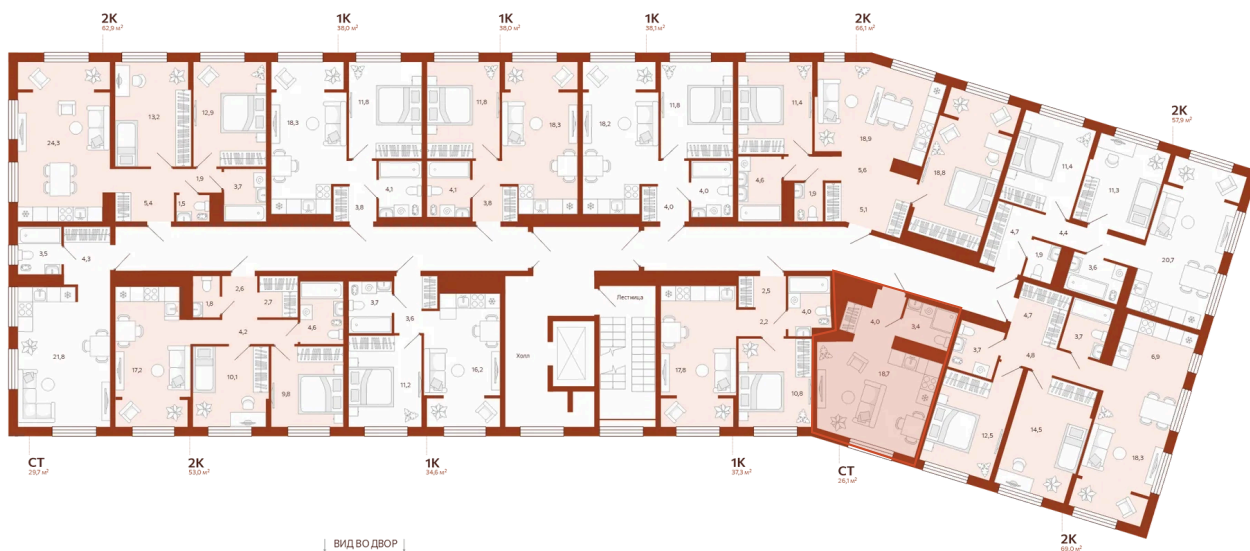 2К
62,9 м²
1К
38,0 м²
1К
38,0 м²
1К
38,1 м²
2К
66,1 м²
2К
57,9 м²
24,3
13,2
12,9
1,9
3,7
5,4
1,5
18,3
11,8
4,1
3,8
11,8
4,1
3,8
18,3
18,2
11,8
4,0
4,0
11,4
4,6
1,9
18,9
5,6
5,1
18,8
11,4
11,3
4,7
4,4
1,9
3,6
20,7
3,5
4,3
21,8
17,2
1,8
2,6
2,7
4,2
4,6
10,1
9,8
3,7
3,6
11,2
16,2
Холл
Лестница
17,8
2,5
2,2
4,0
10,8
4,0
3,4
18,7
3,7
12,5
4,7
4,8
3,7
14,5
6,9
18,3
СТ
29,7 м²
2К
53,0 м²
1К
34,6 м²
1К
37,3 м²
СТ
26,1 м²
2К
69,0 м²
ВИД ВО ДВОР